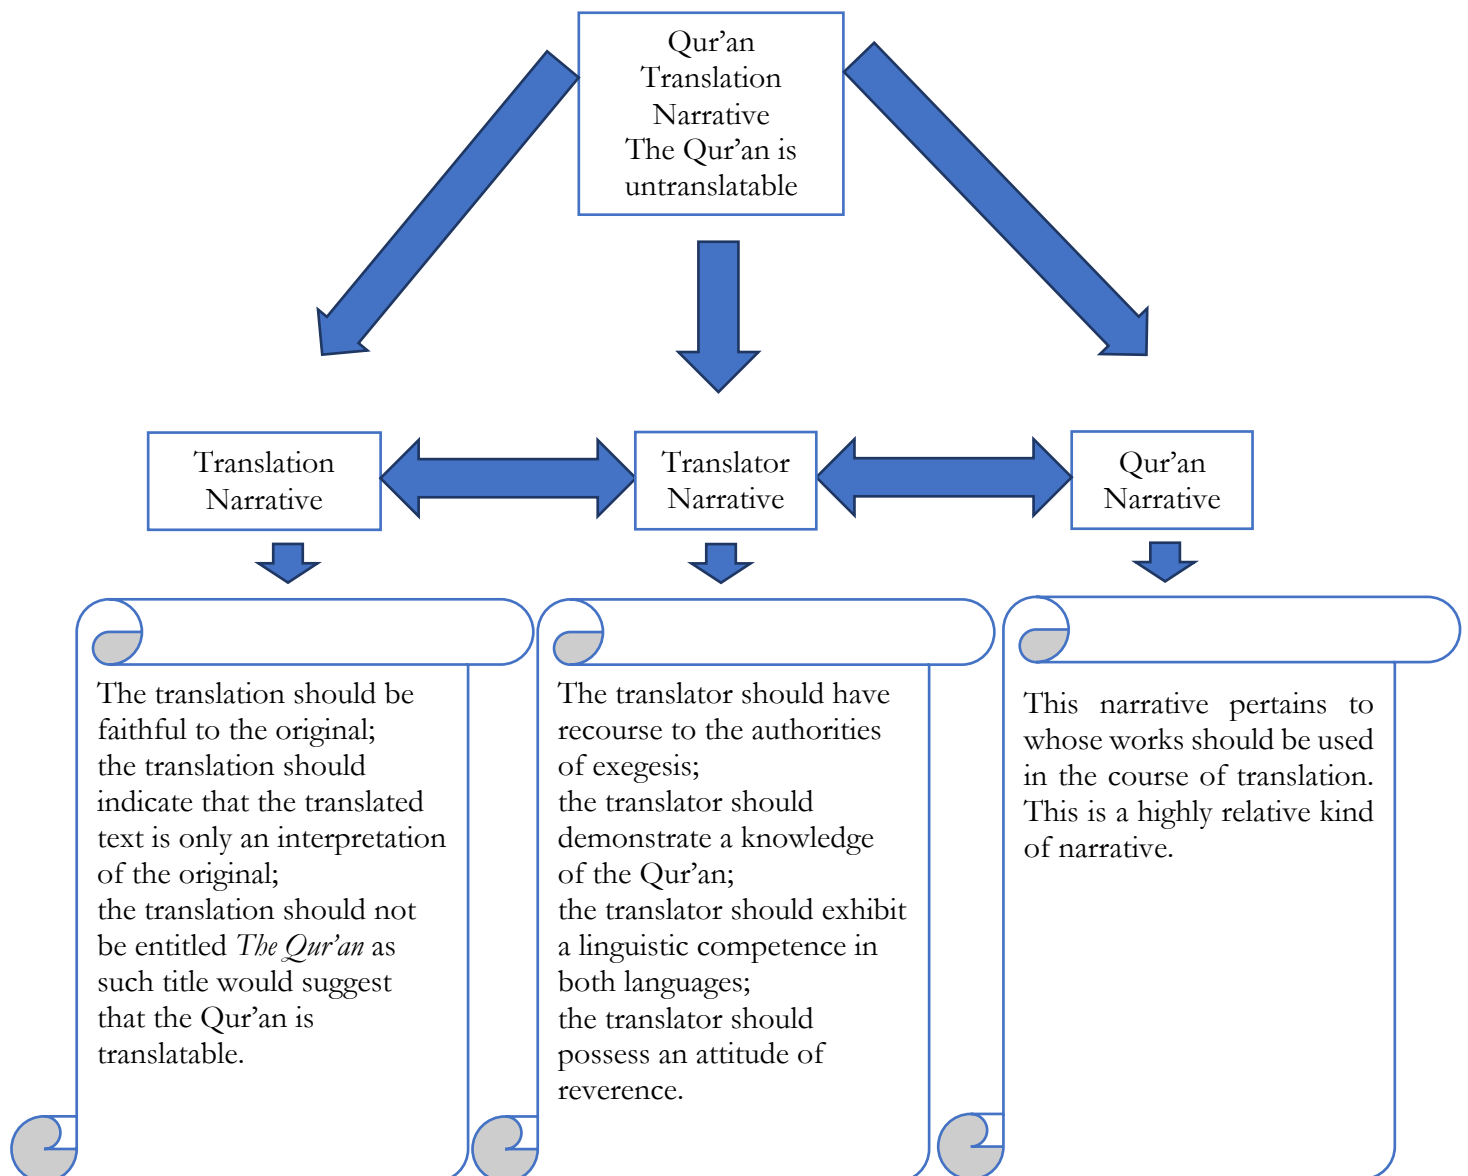 Qur’an
Translation
Narrative
The Qur’an is
untranslatable
Translation
Narrative
Translator
Narrative
Qur’an
Narrative
The translation should be
faithful to the original;
the translation should
indicate that the translated
text is only an interpretation
of the original;
the translation should not
be entitled The Qur’an as
such title would suggest
that the Qur’an is
translatable.
The translator should have
recourse to the authorities
of exegesis;
the translator should
demonstrate a knowledge
of the Qur’an;
the translator should exhibit
a linguistic competence in
both languages;
the translator should
possess an attitude of
reverence.
This narrative pertains to
whose works should be used
in the course of translation.
This is a highly relative kind
of narrative.